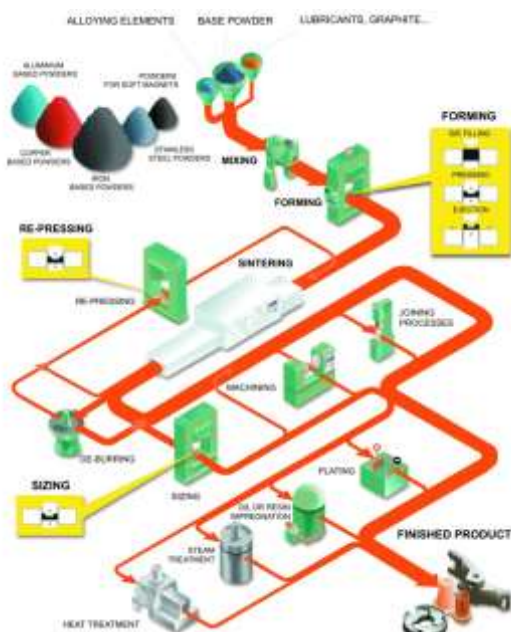 ALLOYING ELEMENTS
BASE POWDER
LUBRICANTS, GRAPHITE...
ALUMINIUM
BASED POWDERS
POWDERS
FOR SOFT MAGNETS
COPPER
BASED POWDERS
STAINLESS
STEEL POWDERS
IRON
BASED POWDERS
MIXING
FORMING
FORMING
DIE FILLING
PRESSING
EJECTION
RE-PRESSING
RE-PRESSING
SINTERING
JOINING
PROCESSES
MACHINING
DE-BURRING
SIZING
SIZING
PLATING
OIL OR RESIN
IMPREGNATION
STEAM
TREATMENT
HEAT TREATMENT
FINISHED PRODUCT